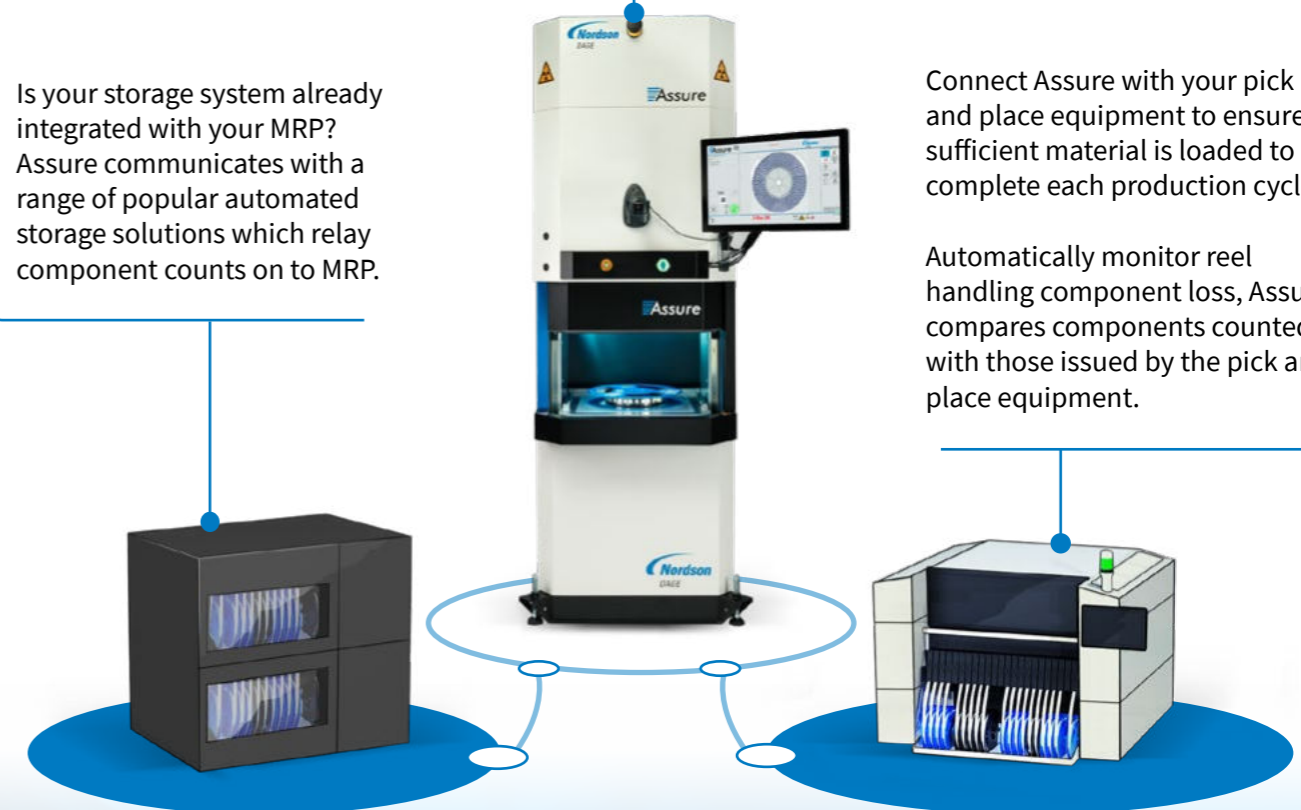 Nordson
DAGE
Assure
Is your storage system already
integrated with your MRP?
Assure communicates with a
range of popular automated
storage solutions which relay
component counts on to MRP.
Connect Assure with your pick
and place equipment to ensure
sufficient material is loaded to
complete each production cycl
Automatically monitor reel
handling component loss, Assu
compares components counted
with those issued by the pick a
place equipment.
Assure
Nordson
DAGE